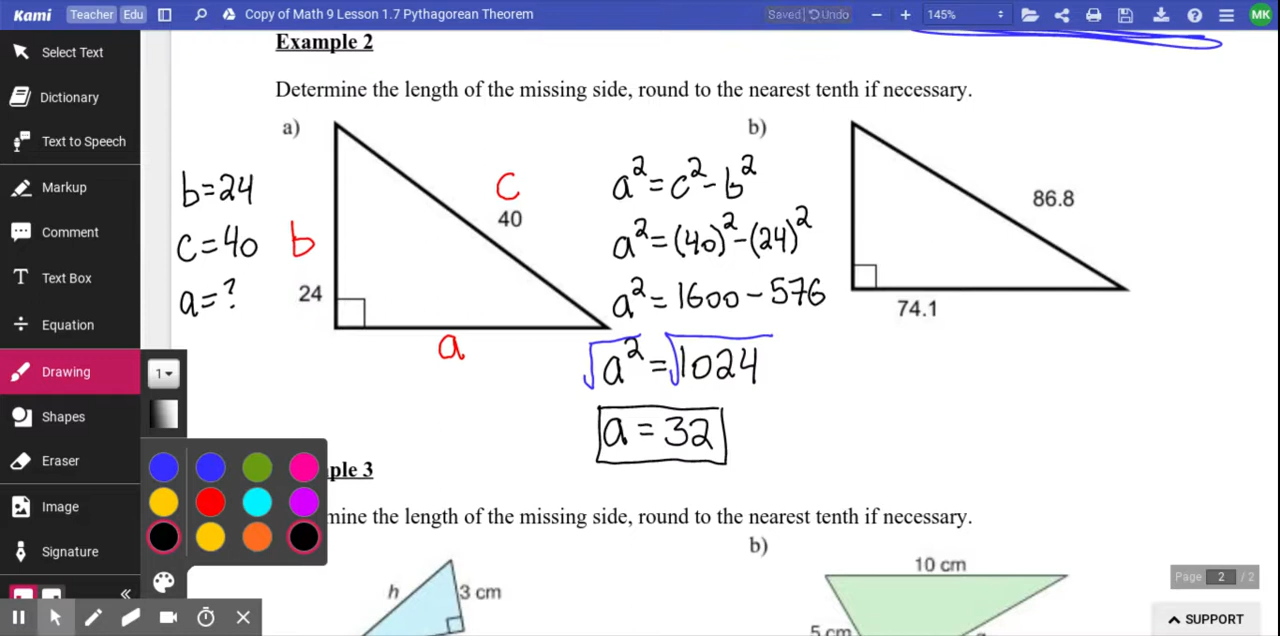 Kami Teacher Edu Copy of Math 9 Lesson 1.7 Pythagorean Theorem Saved Undo 145% MK
Select Text
Dictionary
Text to Speech
Markup
Comment
Text Box
Equation
Drawing
Shapes
Eraser
Image
Signature
1
Example 2
Determine the length of the missing side, round to the nearest tenth if necessary.
a)
b=24
c=40
a=?
b
24
c
40
a
a²=c²-b²
a²=(40)²-(24)²
a²=1600-576
√a²=√1024
a=32
b)
86.8
74.1
ple 3
mine the length of the missing side, round to the nearest tenth if necessary.
h
3 cm
b)
10 cm
5 cm
Page 2 / 2
SUPPORT